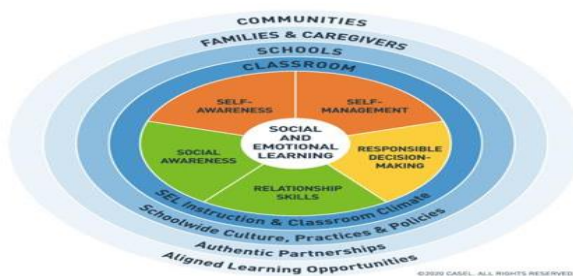 COMMUNITIES
FAMILIES & CAREGIVERS
SCHOOLS
CLASSROOM
SELF-
AWARENESS
SELF-
MANAGEMENT
SOCIAL
AND
EMOTIONAL
LEARNING
SOCIAL
AWARENESS
RESPONSIBLE
DECISION-
MAKING
RELATIONSHIP
SKILLS
SEL Instruction & Classroom Climate
Schoolwide Culture, Practices & Policies
Authentic Partnerships
Aligned Learning Opportunities
©2020 CASEL. ALL RIGHTS RESERVED